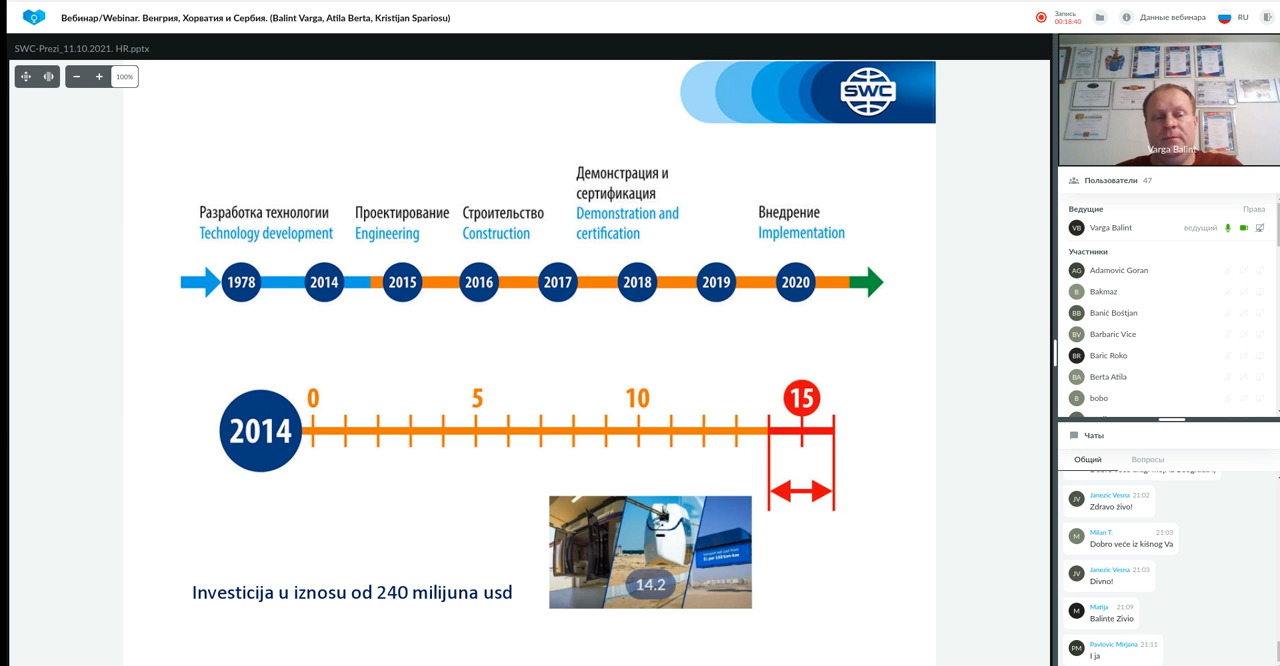 Вебинар/Webinar. Венгрия, Хорватия и Сербия. (Balint Varga, Atila Berta, Kristijan Spariosu)
Запись
00:18:40
Данные вебинара
RU
SWC-Prezi_11.10.2021. HR.pptx
100%
SWC
Разработка технологии
Technology development
Проектирование
Engineering
Строительство
Construction
Демонстрация и
сертификация
Demonstration and
certification
Внедрение
Implementation
1978
2014
2015
2016
2017
2018
2019
2020
2014
0
5
10
15
14.2
Investicija u iznosu od 240 milijuna usd
Varga Balint
Пользователи 47
Ведущие
Права
VB Varga Balint ведущий
Участники
AG Adamović Goran
B Bakmaz
BB Banić Boštjan
BV Barbaric Vice
BR Baric Roko
BA Berta Atila
B bobo
Чаты
Общий
Вопросы
JV Janezic Vesna 21:02
Zdravo živo!
M Milan T. 21:03
Dobro veče iz kišnog Va
JV Janezic Vesna 21:03
Divno!
M Matija 21:09
Balinte Zivio
PM Pavlovic Mirjana 21:11
I ja